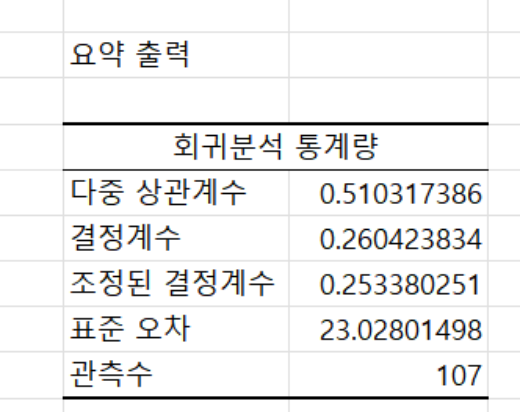 요약 출력
회귀분석 통계량
다중 상관계수 0.510317386
결정계수 0.260423834
조정된 결정계수 0.253380251
표준 오차 23.02801498
관측수 107